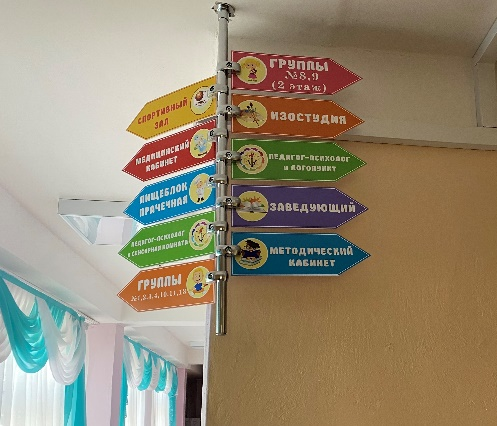 СПОРТИВНЫЙ
ЗАЛ
МЕДИЦИНСКИЙ
КАБИНЕТ
ПИЩЕБЛОК
ПРАЧЕЧНАЯ
ПЕДАГОГ-ПСИХОЛОГ
И СЕНСОРНАЯ КОМНАТА
ГРУППЫ
ГРУППЫ
№8,9
(2 этаж)
ИЗОСТУДИЯ
ПЕДАГОГ-ПСИХОЛОГ
И ЛОГОПУНКТ
ЗАВЕДУЮЩИЙ
МЕТОДИЧЕСКИЙ
КАБИНЕТ